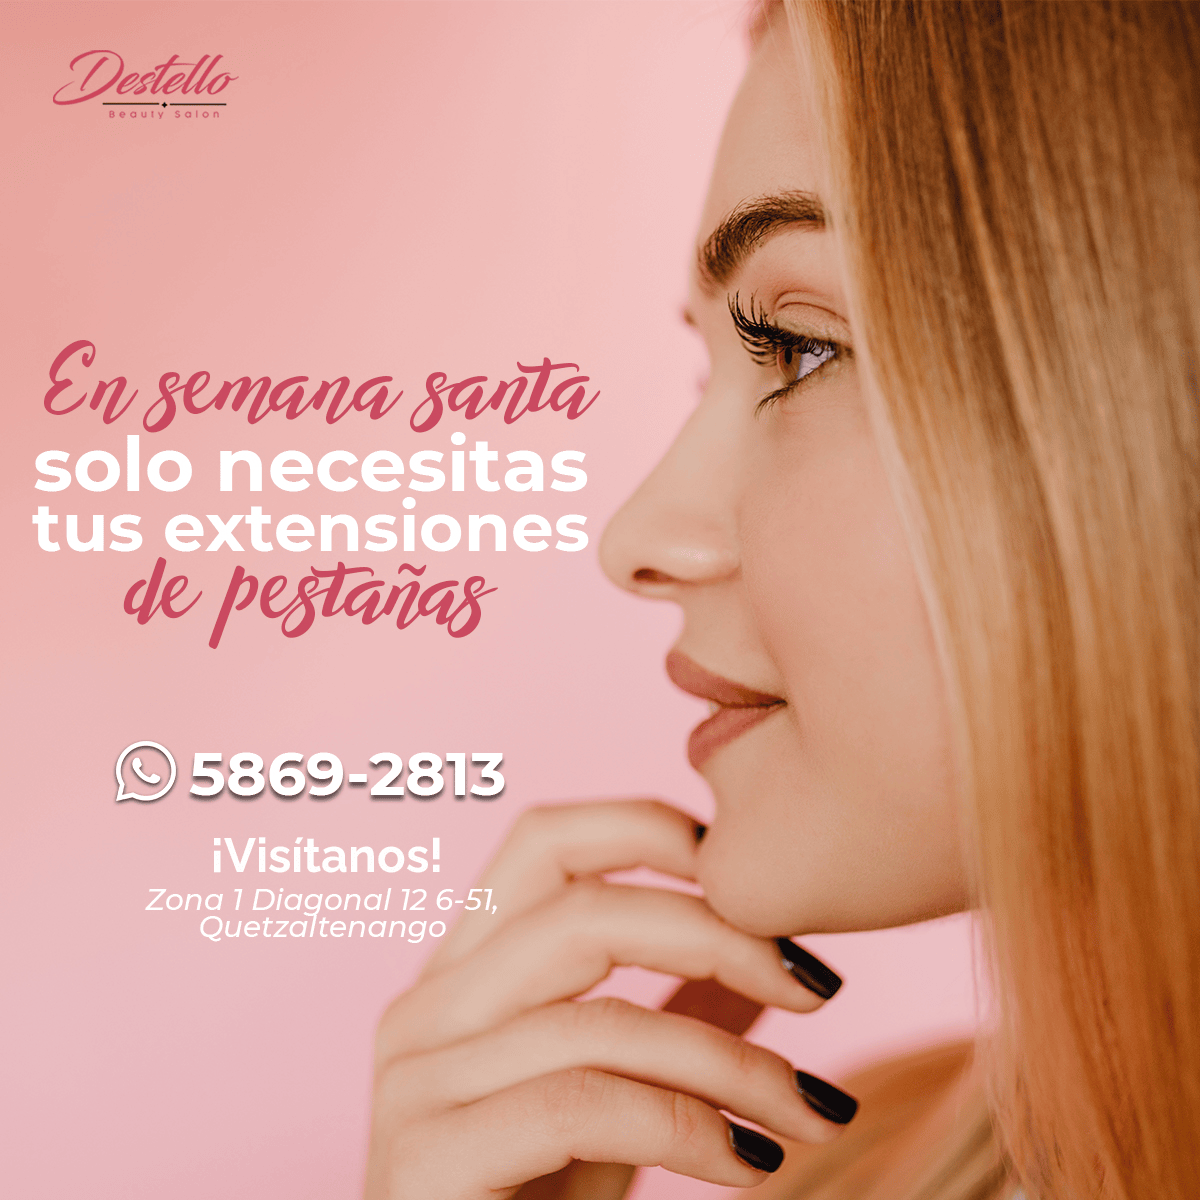 Destello
Beauty Salon
En semana santa
solo necesitas
tus extensiones
de pestañas
5869-2813
¡Visítanos!
Zona 1 Diagonal 12 6-51,
Quetzaltenango